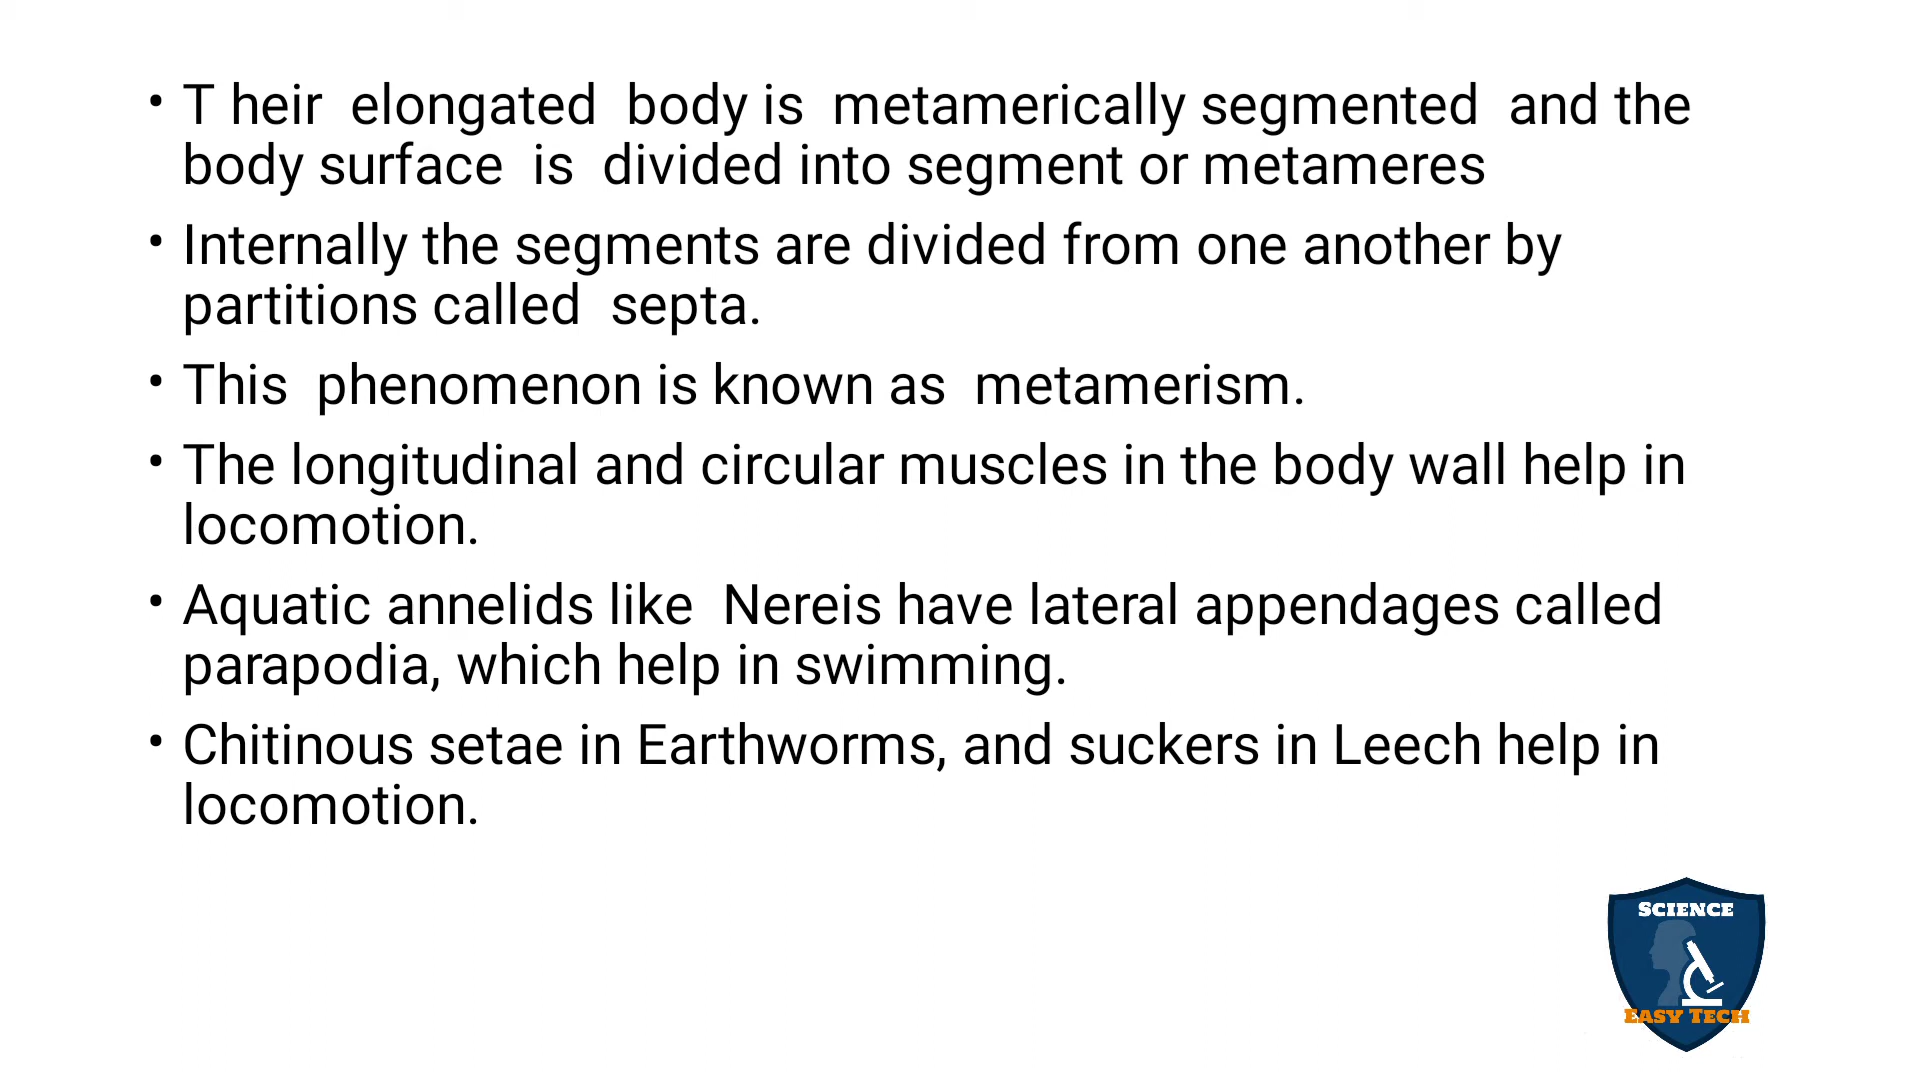 • T heir  elongated  body is  metamerically segmented  and the
body surface  is  divided into segment or metameres
• Internally the segments are divided from one another by
partitions called  septa.
• This  phenomenon is known as  metamerism.
• The longitudinal and circular muscles in the body wall help in
locomotion.
• Aquatic annelids like  Nereis have lateral appendages called
parapodia, which help in swimming.
• Chitinous setae in Earthworms, and suckers in Leech help in
locomotion.
SCIENCE
EASY TECH